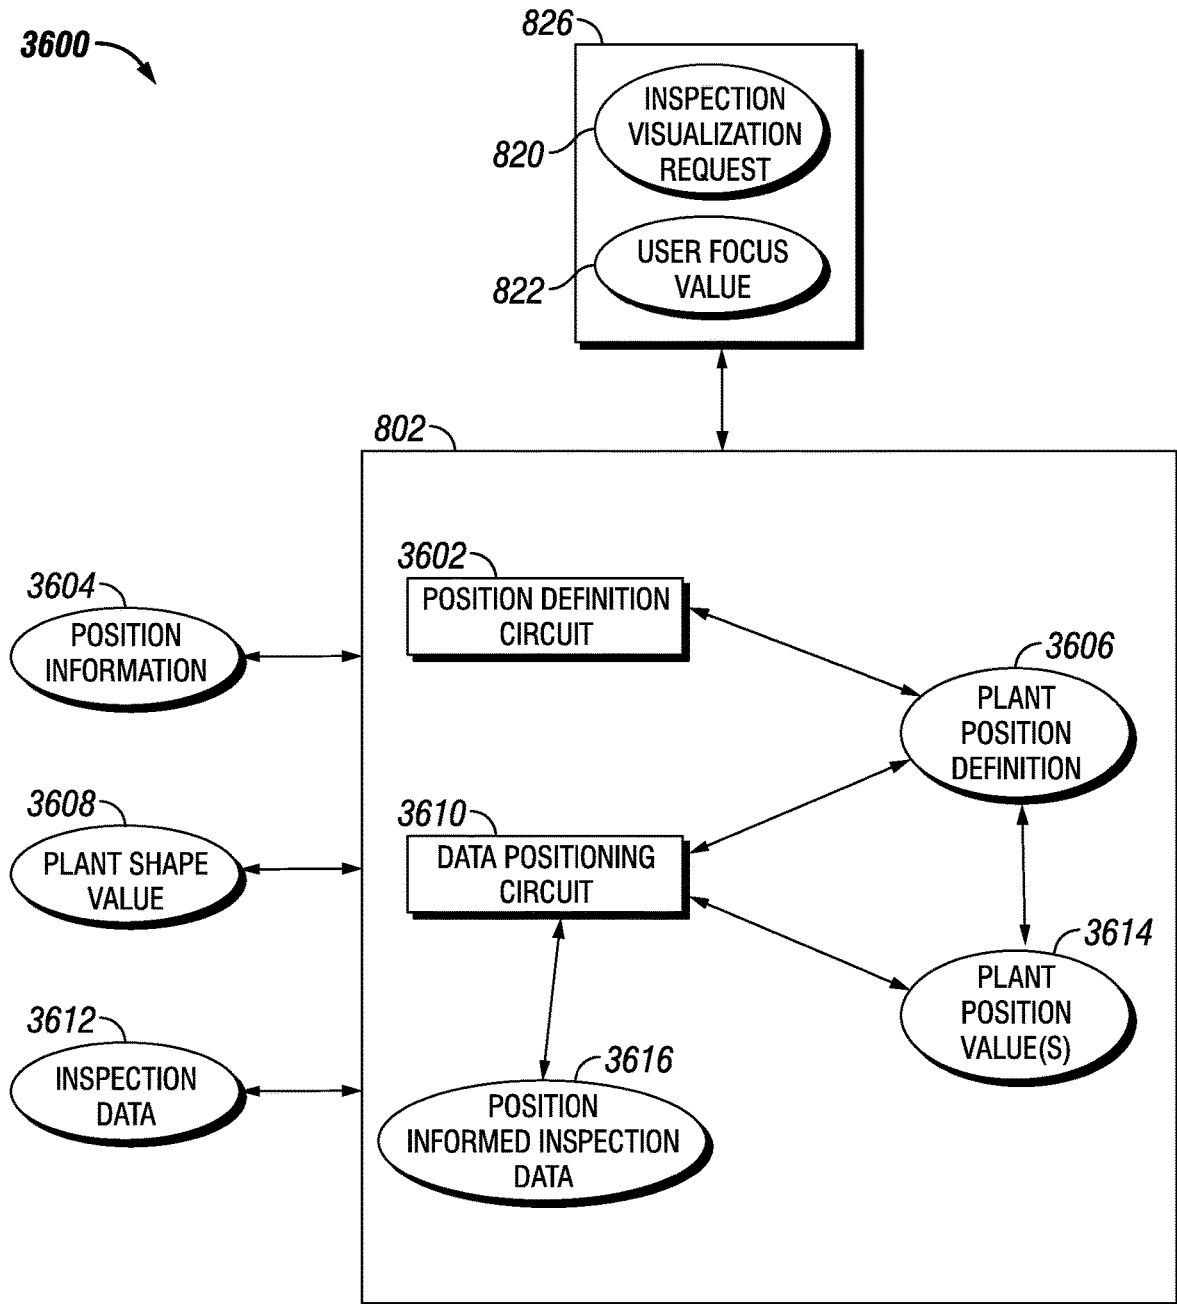 3600
826
INSPECTION
VISUALIZATION
REQUEST
820
USER FOCUS
VALUE
822
802
3602
POSITION DEFINITION
CIRCUIT
3604
POSITION
INFORMATION
3606
PLANT
POSITION
DEFINITION
3608
PLANT SHAPE
VALUE
3610
DATA POSITIONING
CIRCUIT
3614
PLANT
POSITION
VALUE(S)
3612
INSPECTION
DATA
3616
POSITION
INFORMED INSPECTION
DATA